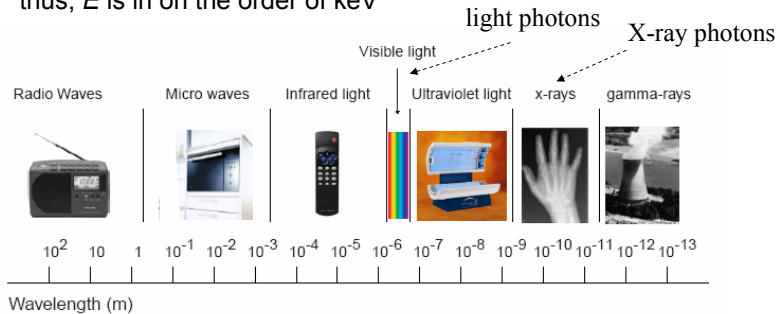 thus, E is in on the order of keV
light photons
X-ray photons
Visible light
Radio Waves
Micro waves
Infrared light
Ultraviolet light
x-rays
gamma-rays
10² 10 1 10⁻¹ 10⁻² 10⁻³ 10⁻⁴ 10⁻⁵ 10⁻⁶ 10⁻⁷ 10⁻⁸ 10⁻⁹ 10⁻¹⁰ 10⁻¹¹ 10⁻¹² 10⁻¹³
Wavelength (m)